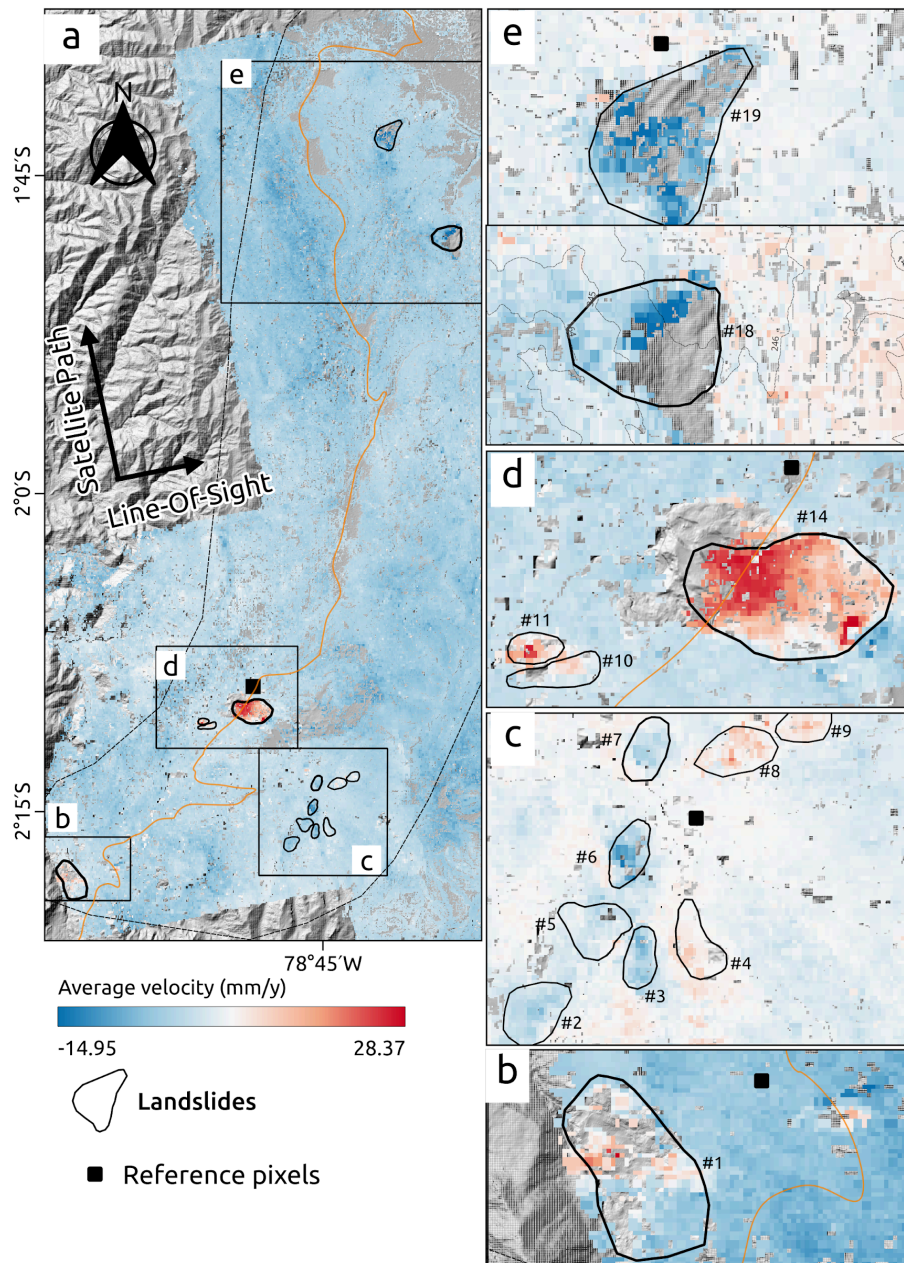 a
N
e
1°45'S
Satellite Path
Line-Of-Sight
2°0'S
d
2°15'S
b
c
78°45'W
Average velocity (mm/y)
-14.95
28.37
Landslides
Reference pixels
e
#19
#18
246
d
#14
#11
#10
c
#7
#9
#8
#6
#5
#4
#3
#2
b
#1